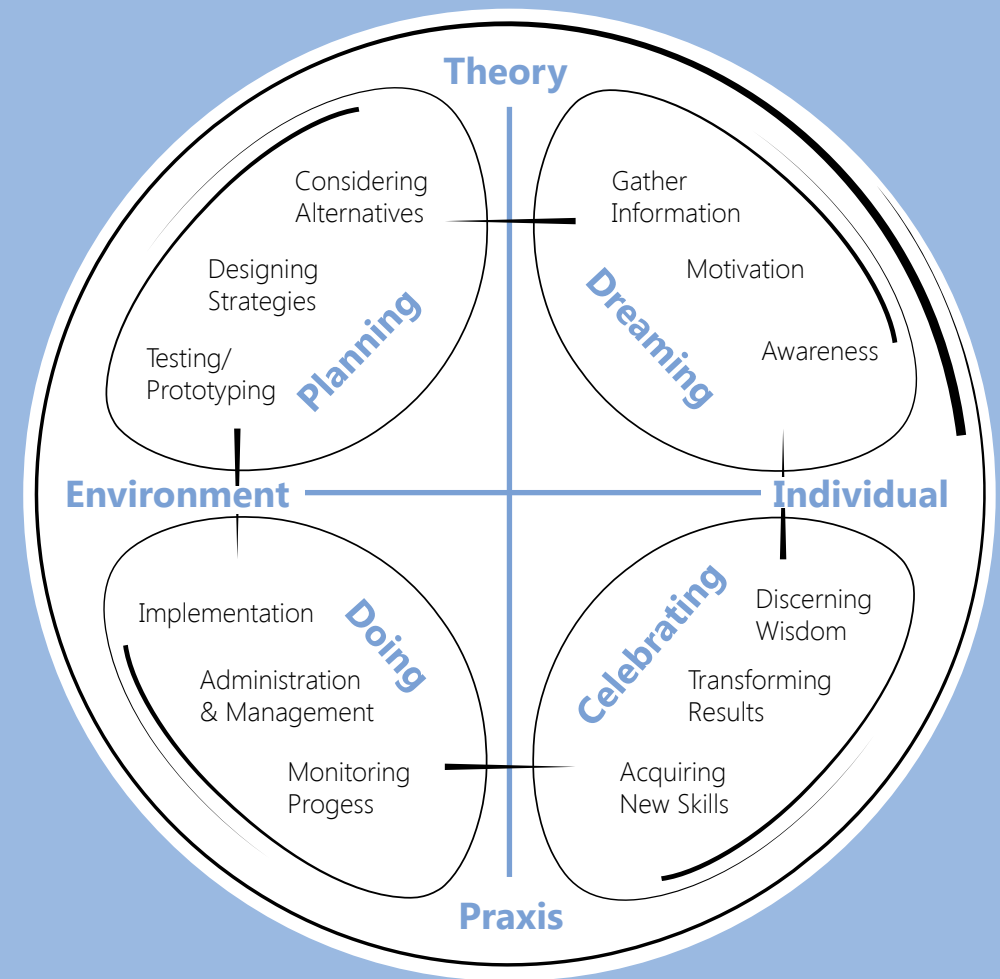 Theory
Considering
Alternatives
Designing
Strategies
Testing/
Prototyping
Planning
Gather
Information
Motivation
Awareness
Dreaming
Environment
Individual
Implementation
Administration
& Management
Monitoring
Progess
Doing
Discerning
Wisdom
Transforming
Results
Acquiring
New Skills
Celebrating
Praxis